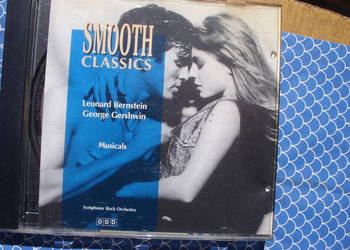 SMOOTH
CLASSICS
Leonard Bernstein
George Gershwin
Musicals
Symphonic Rock Orchestra
DDD